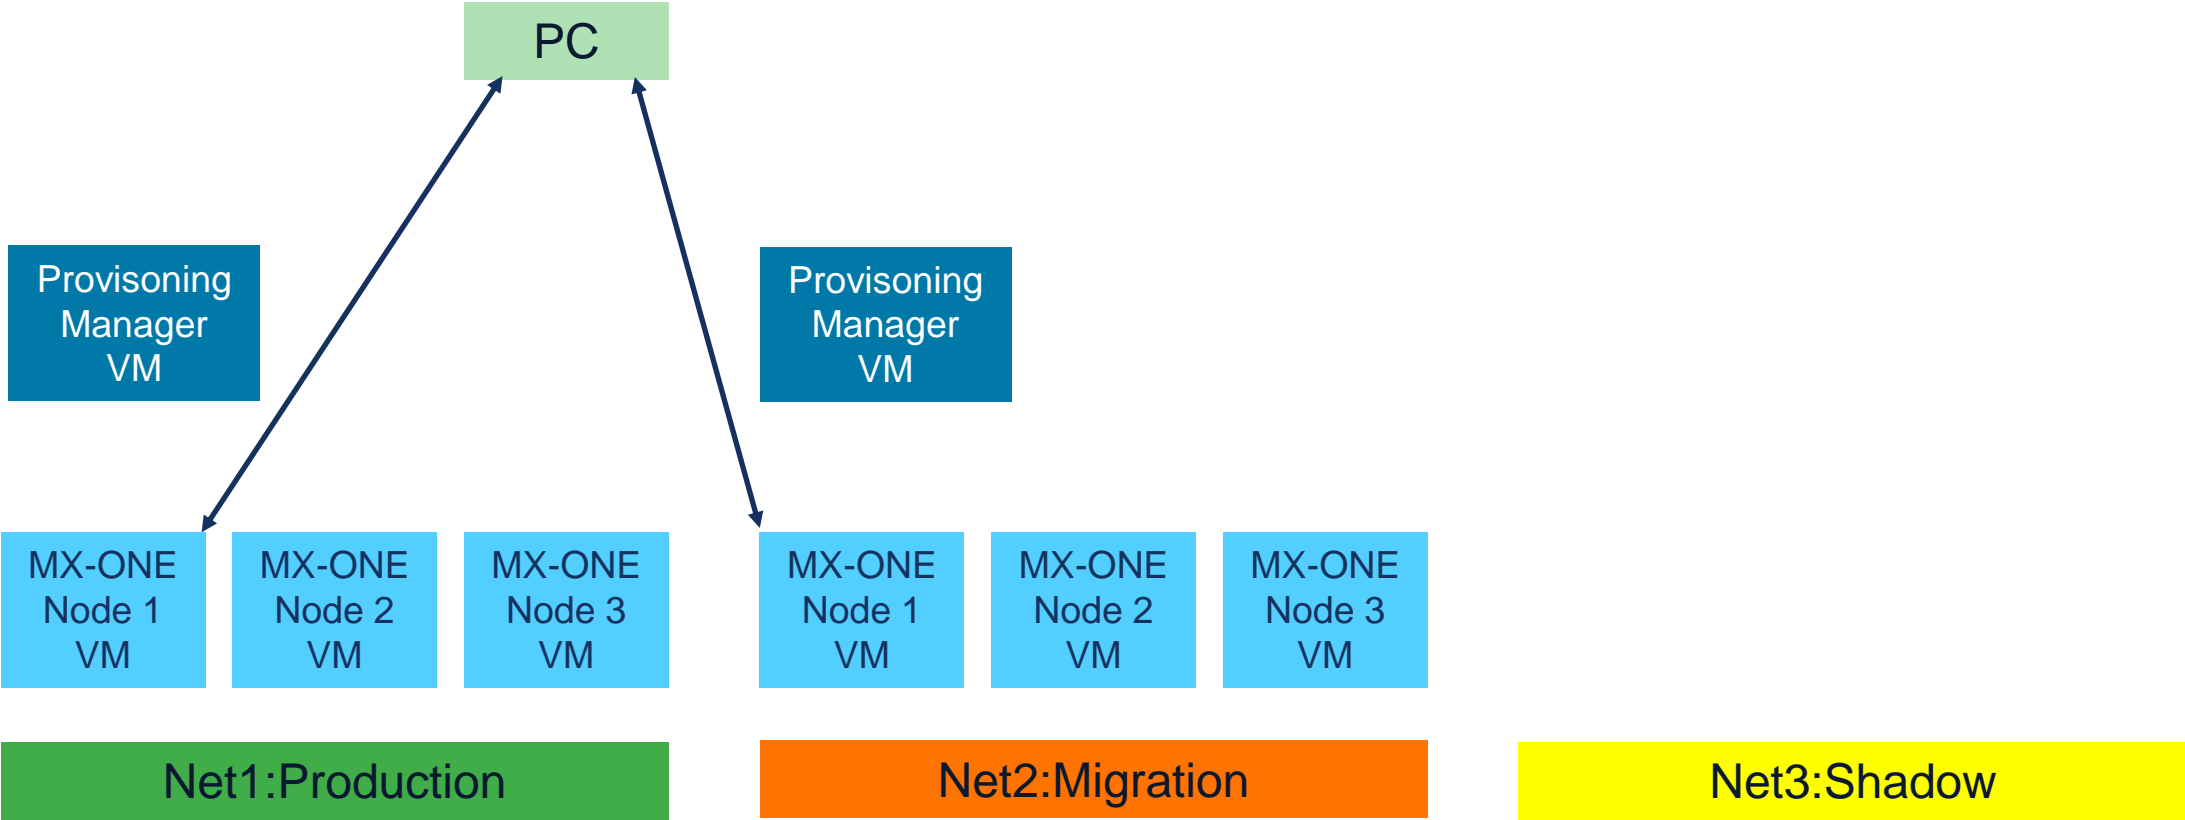 PC
Provisoning
Manager
VM
Provisoning
Manager
VM
MX-ONE
Node 1
VM
MX-ONE
Node 2
VM
MX-ONE
Node 3
VM
MX-ONE
Node 1
VM
MX-ONE
Node 2
VM
MX-ONE
Node 3
VM
Net1:Production
Net2:Migration
Net3:Shadow